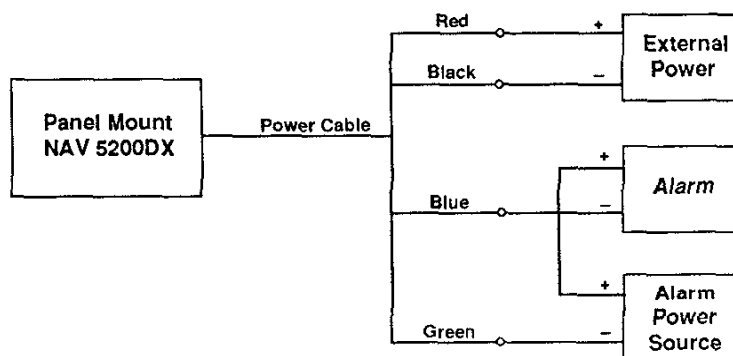 Red
+
External
Power
Black
−
Panel Mount
NAV 5200DX
Power Cable
+
Alarm
Blue
−
+
Alarm
Power
Source
Green
−